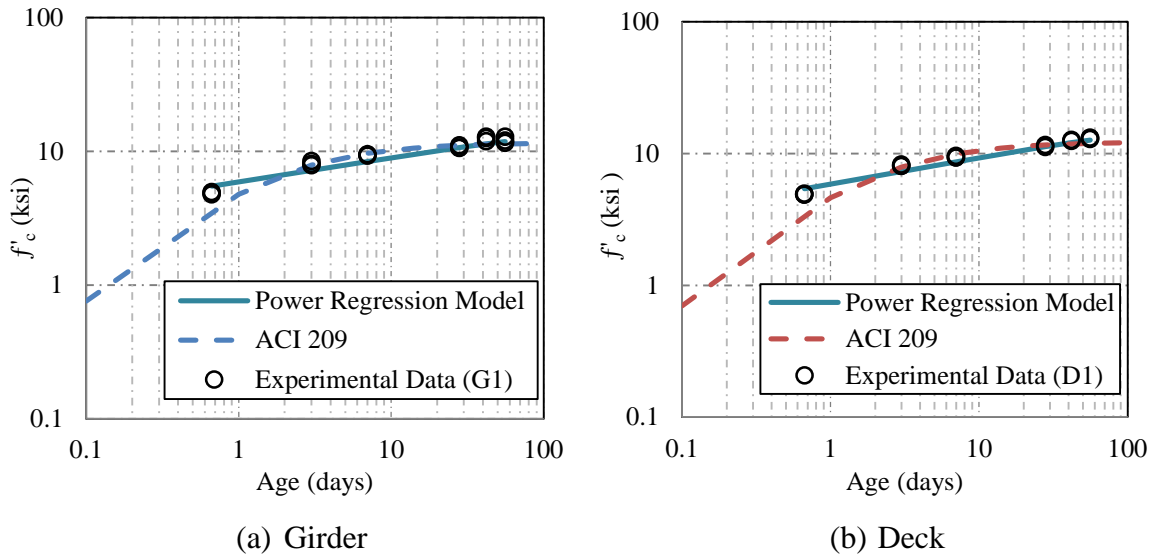 100
10
1
0.1
f'c (ksi)
Power Regression Model
ACI 209
Experimental Data (G1)
0.1 1 10 100
Age (days)
(a) Girder
100
10
1
0.1
f'c (ksi)
Power Regression Model
ACI 209
Experimental Data (D1)
0.1 1 10 100
Age (days)
(b) Deck